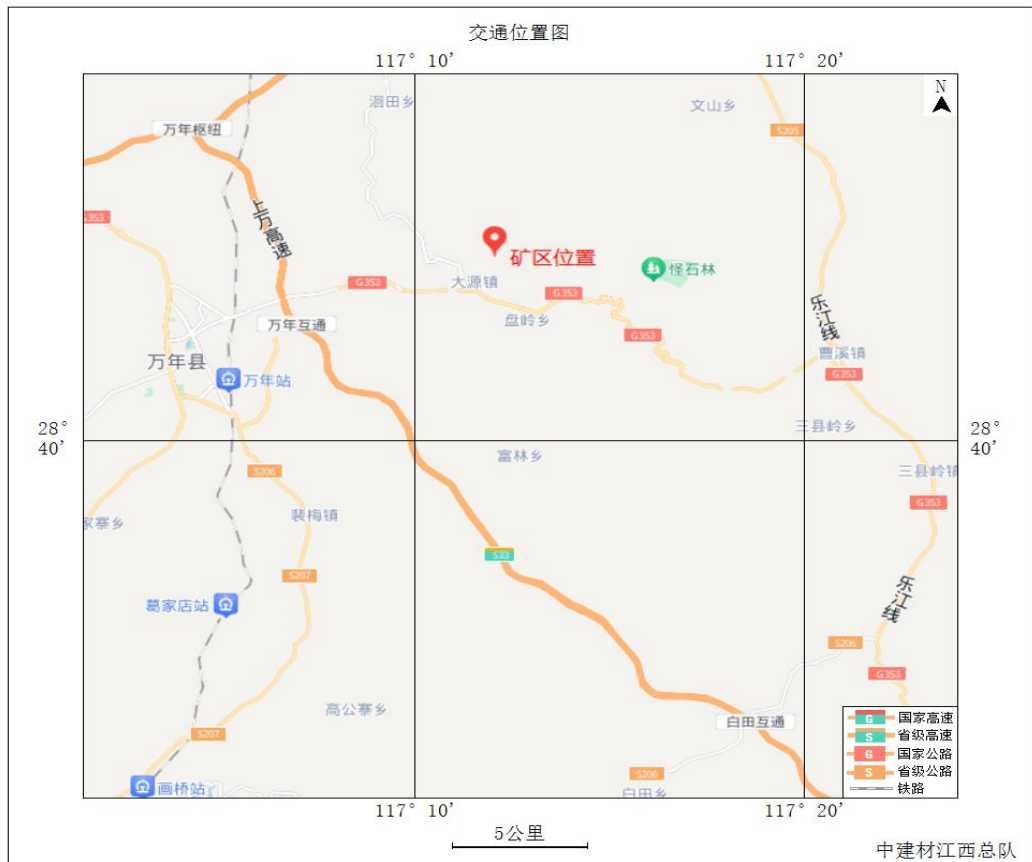 交通位置图
117° 10'
117° 20'
洄田乡
文山乡
N
万年枢纽
S205
G353
上万高速
矿区位置
怪石林
G353
大源镇
G353
盘岭乡
乐江线
万年互通
G353
曹溪镇
万年县
G353
万年站
28°
40'
三县岭乡
28°
40'
富林乡
S206
三县岭镇
G353
裴梅镇
家寨乡
S33
S207
葛家店站
乐江线
S206
G353
高公寨乡
白田互通
S207
画桥站
S206
白田乡
G 国家高速
S 省级高速
G 国家公路
S 省级公路
铁路
117° 10'
117° 20'
5公里
中建材江西总队